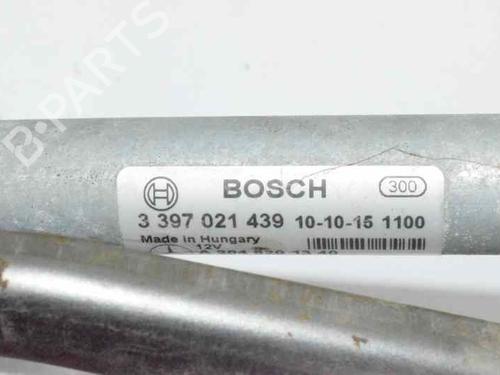 B-PARTS
BOSCH
300
3 397 021 439 10-10-15 1100
Made in Hungary
12V